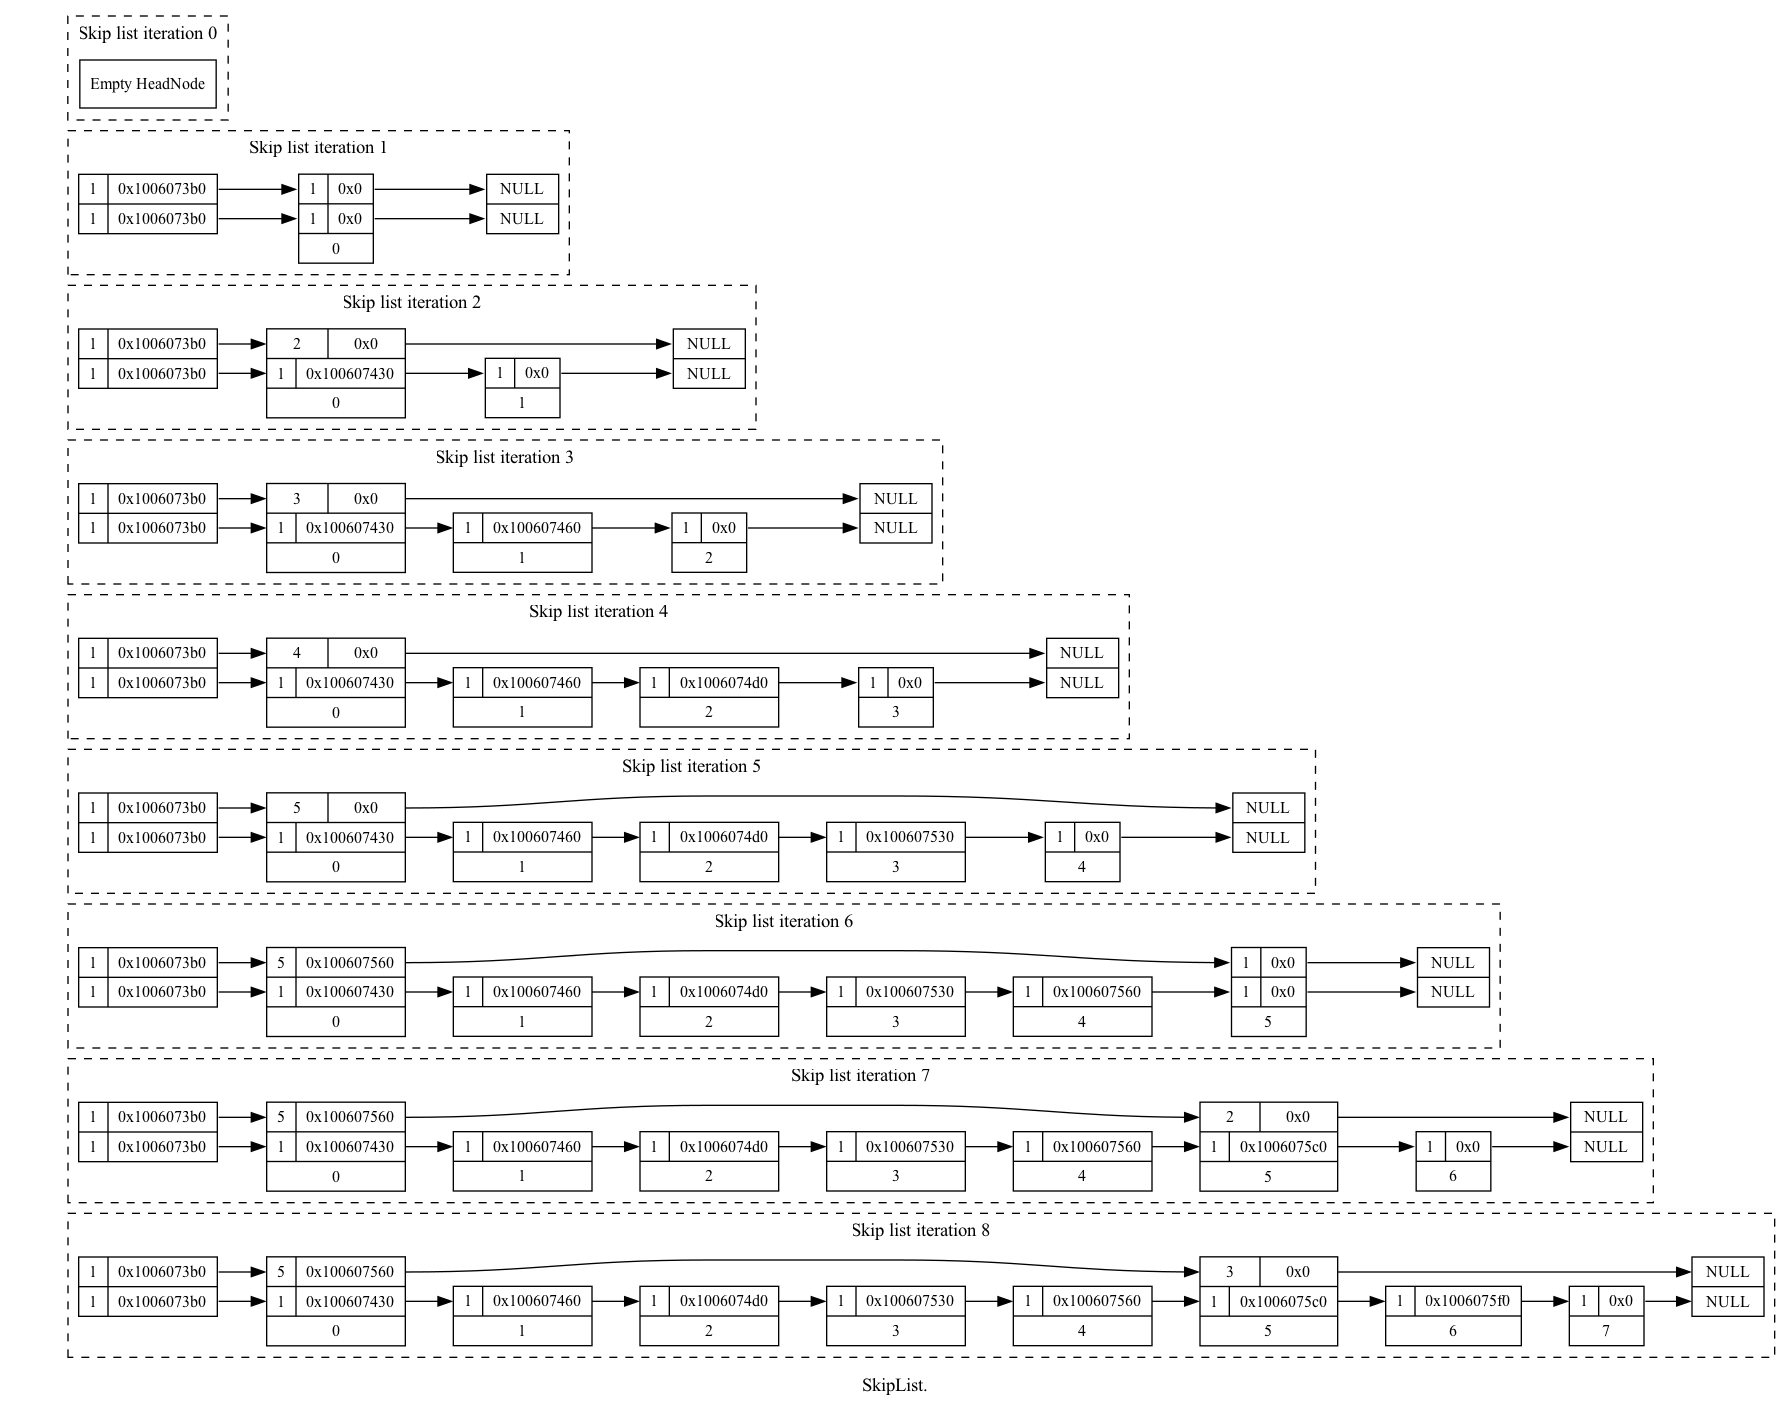 Skip list iteration 0
Empty HeadNode
Skip list iteration 1
1 0x1006073b0 1 0x0 NULL
1 0x1006073b0 1 0x0 NULL
0
Skip list iteration 2
1 0x1006073b0 2 0x0 NULL
1 0x1006073b0 1 0x100607430 1 0x0 NULL
0 1
Skip list iteration 3
1 0x1006073b0 3 0x0 NULL
1 0x1006073b0 1 0x100607430 1 0x100607460 1 0x0 NULL
0 1 2
Skip list iteration 4
1 0x1006073b0 4 0x0 NULL
1 0x1006073b0 1 0x100607430 1 0x100607460 1 0x1006074d0 1 0x0 NULL
0 1 2 3
Skip list iteration 5
1 0x1006073b0 5 0x0 NULL
1 0x1006073b0 1 0x100607430 1 0x100607460 1 0x1006074d0 1 0x100607530 1 0x0 NULL
0 1 2 3 4
Skip list iteration 6
1 0x1006073b0 5 0x100607560 1 0x0 NULL
1 0x1006073b0 1 0x100607430 1 0x100607460 1 0x1006074d0 1 0x100607530 1 0x100607560 1 0x0 NULL
0 1 2 3 4 5
Skip list iteration 7
1 0x1006073b0 5 0x100607560 2 0x0 NULL
1 0x1006073b0 1 0x100607430 1 0x100607460 1 0x1006074d0 1 0x100607530 1 0x100607560 1 0x1006075c0 1 0x0 NULL
0 1 2 3 4 5 6
Skip list iteration 8
1 0x1006073b0 5 0x100607560 3 0x0 NULL
1 0x1006073b0 1 0x100607430 1 0x100607460 1 0x1006074d0 1 0x100607530 1 0x100607560 1 0x1006075c0 1 0x1006075f0 1 0x0 NULL
0 1 2 3 4 5 6 7
SkipList.